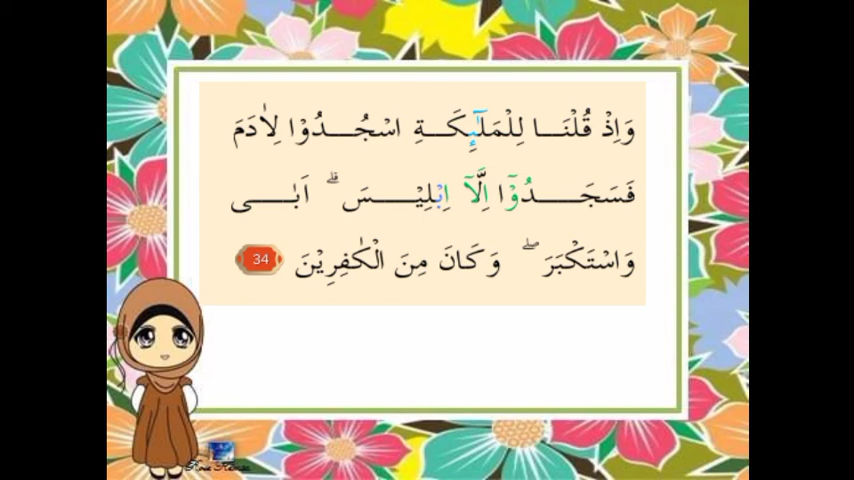 وَاِذْ قُلْنَا لِلْمَلٰۤىِٕكَةِ اسْجُدُوْا لِاٰدَمَ
فَسَجَدُوْٓا اِلَّآ اِبْلِيْسَۗ اَبٰى
وَاسْتَكْبَرَۖ وَكَانَ مِنَ الْكٰفِرِيْنَ 34